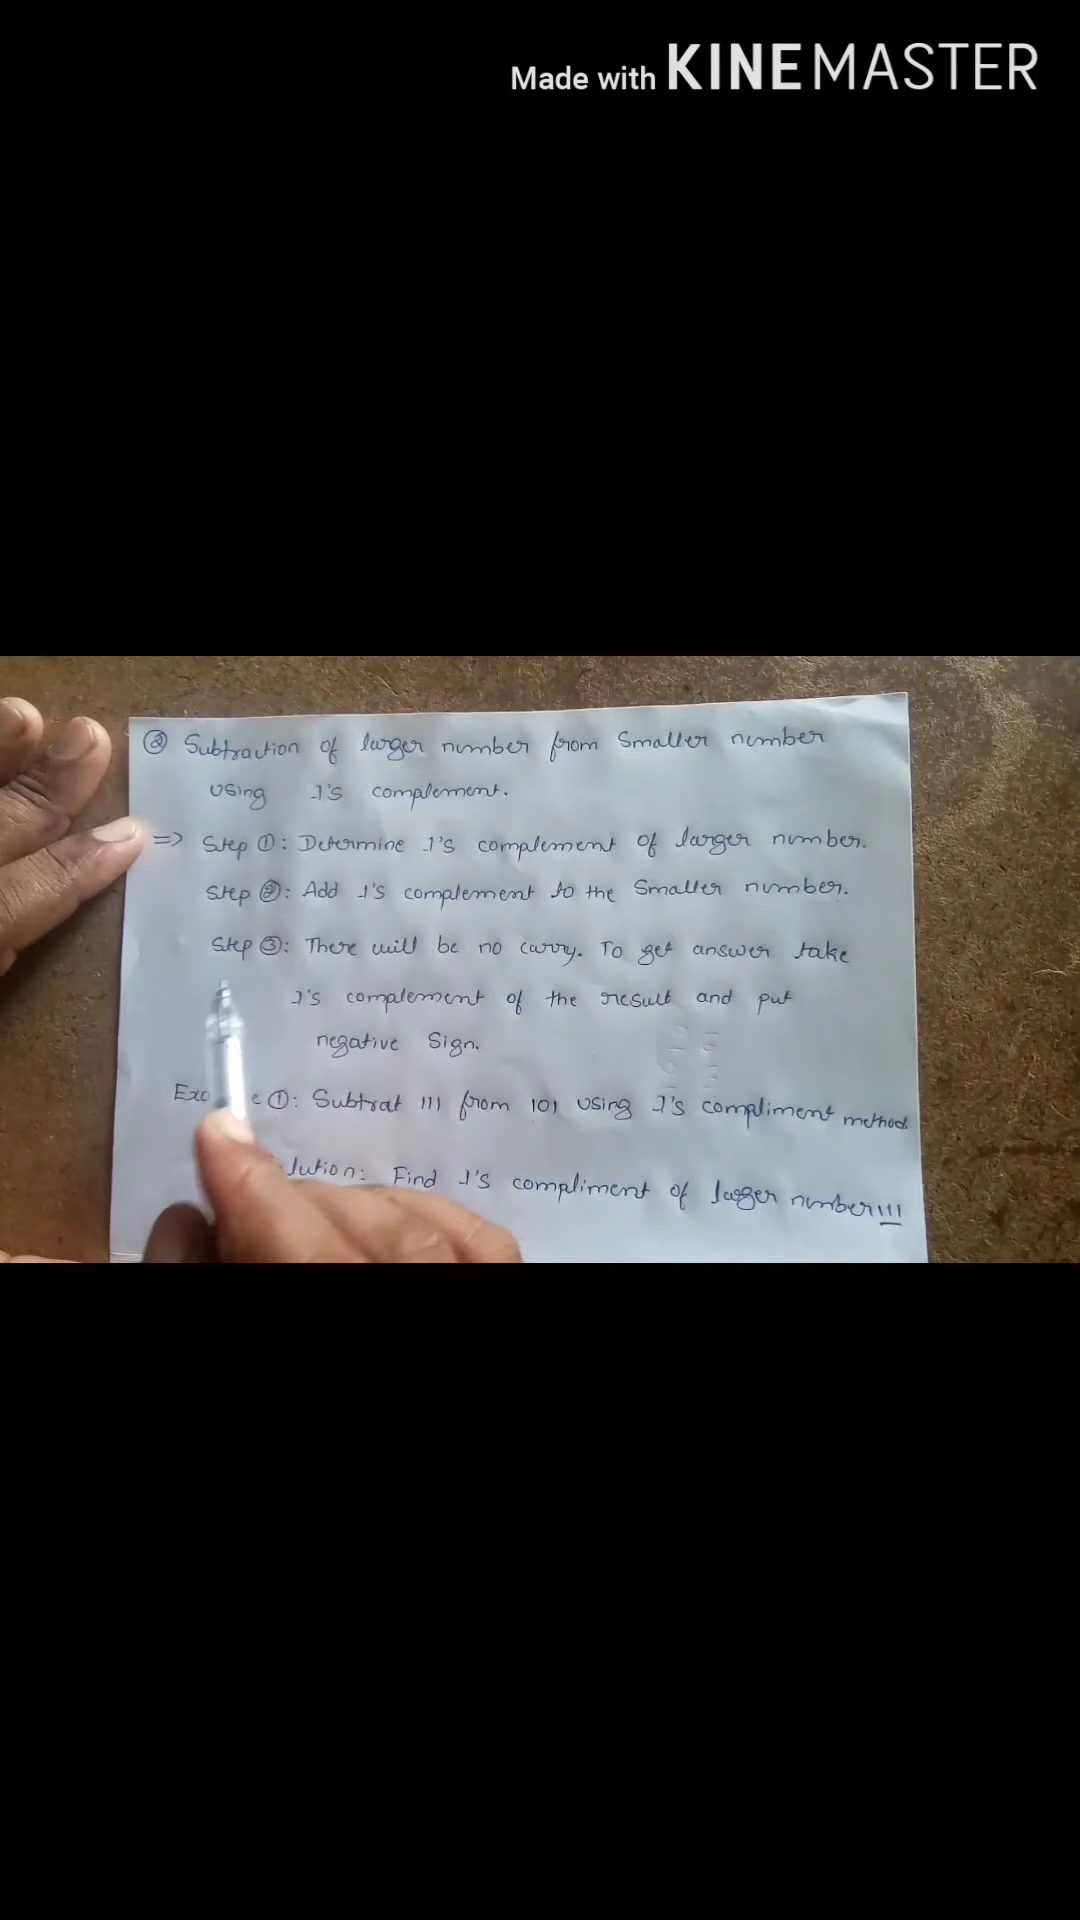 Made with KINEMASTER
② Subtraction of larger number from smaller number
using 1's complement.
=> Step ①: Determine 1's complement of larger number.
Step ②: Add 1's complement to the smaller number.
Step ③: There will be no carry. To get answer take
1's complement of the result and put
negative sign.
①: Subtrat 111 from 101 using 1's compliment method.
lution: Find 1's compliment of larger number 111